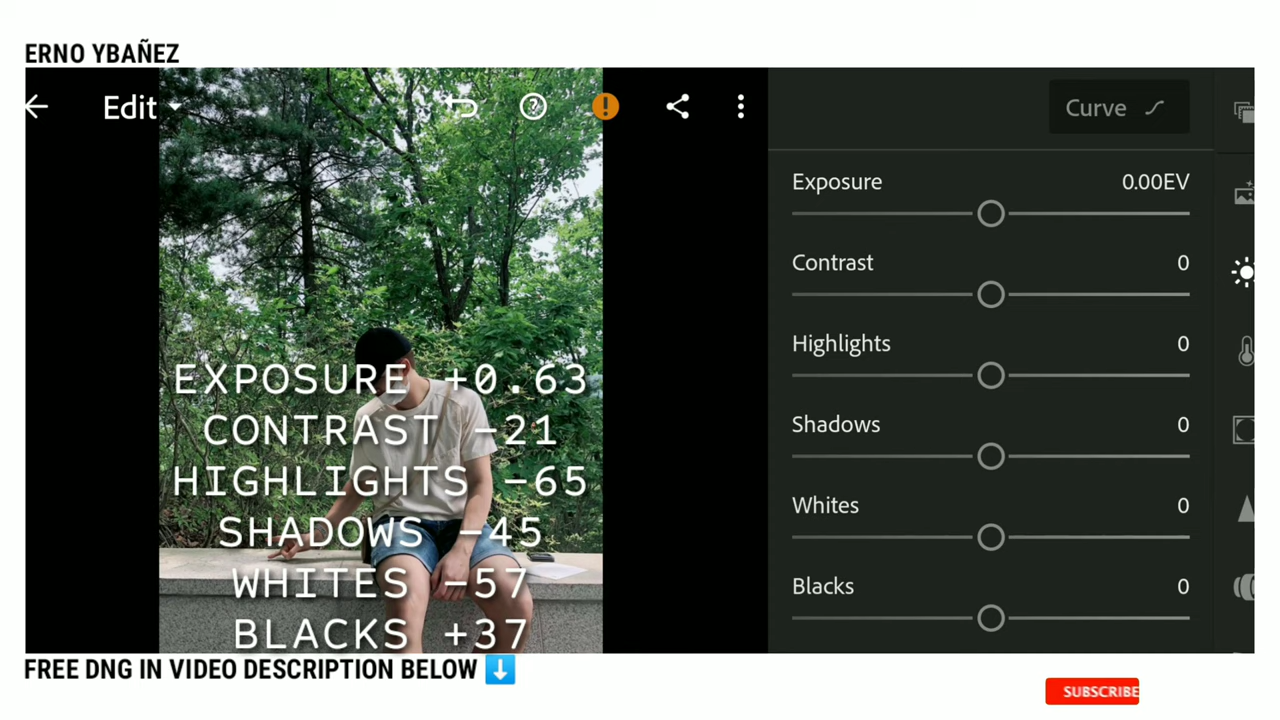 ERNO YBAÑEZ
Edit
Curve
Exposure 0.00EV
Contrast 0
Highlights 0
Shadows 0
Whites 0
Blacks 0
EXPOSURE +0.63
CONTRAST -21
HIGHLIGHTS -65
SHADOWS -45
WHITES -57
BLACKS +37
FREE DNG IN VIDEO DESCRIPTION BELOW ⬇️
SUBSCRIBE